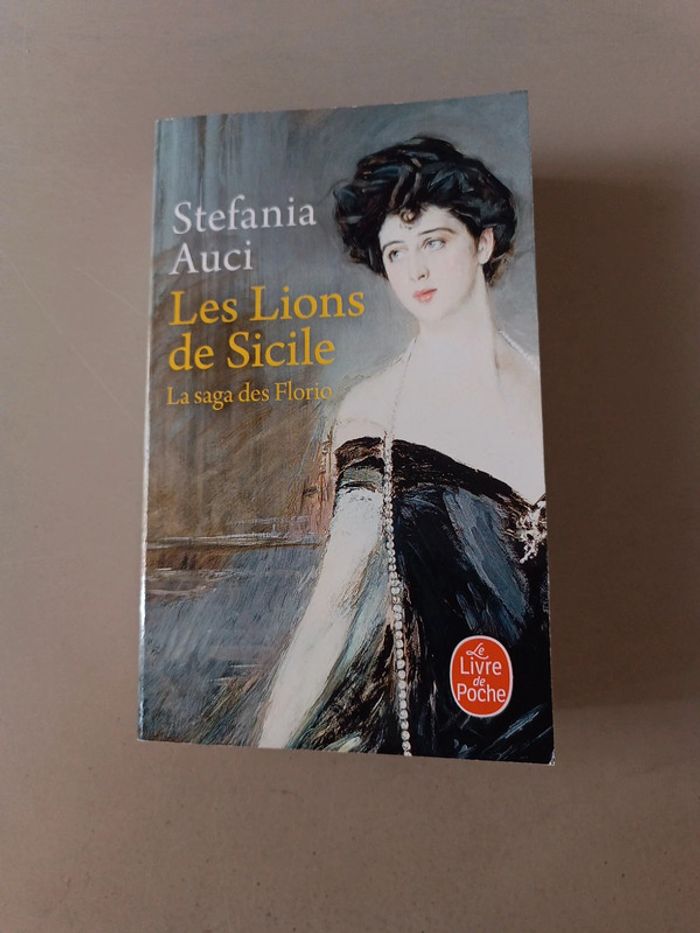 Stefania
Auci
Les Lions
de Sicile
La saga des Florio
Le
Livre
de
Poche